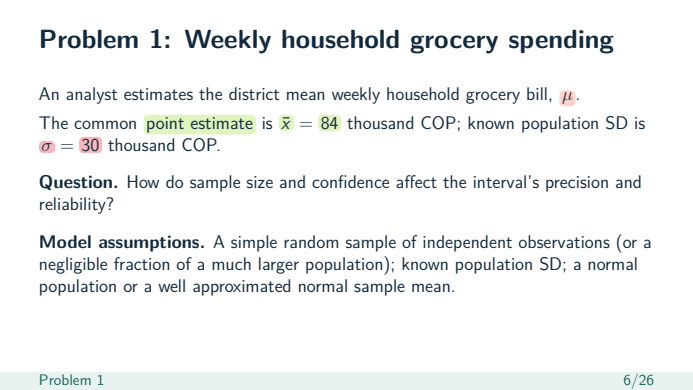 Problem 1: Weekly household grocery spending
An analyst estimates the district mean weekly household grocery bill, μ.
The common point estimate is x̄ = 84 thousand COP; known population SD is
σ = 30 thousand COP.
Question. How do sample size and confidence affect the interval's precision and
reliability?
Model assumptions. A simple random sample of independent observations (or a
negligible fraction of a much larger population); known population SD; a normal
population or a well approximated normal sample mean.
Problem 1
6/26